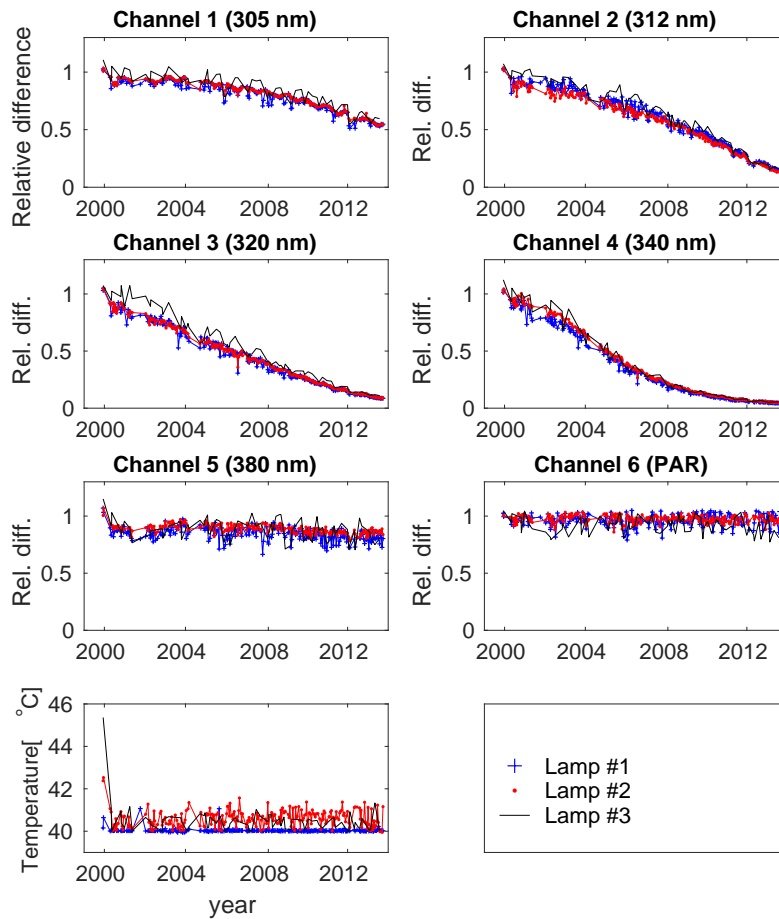 Channel 1 (305 nm)
Relative difference
1
0.5
0
2000 2004 2008 2012
Channel 2 (312 nm)
Rel. diff.
1
0.5
0
2000 2004 2008 2012
Channel 3 (320 nm)
Rel. diff.
1
0.5
0
2000 2004 2008 2012
Channel 4 (340 nm)
Rel. diff.
1
0.5
0
2000 2004 2008 2012
Channel 5 (380 nm)
Rel. diff.
1
0.5
0
2000 2004 2008 2012
Channel 6 (PAR)
Rel. diff.
1
0.5
0
2000 2004 2008 2012
Temperature[ °C]
46
44
42
40
2000 2004 2008 2012
year
Lamp #1
Lamp #2
Lamp #3